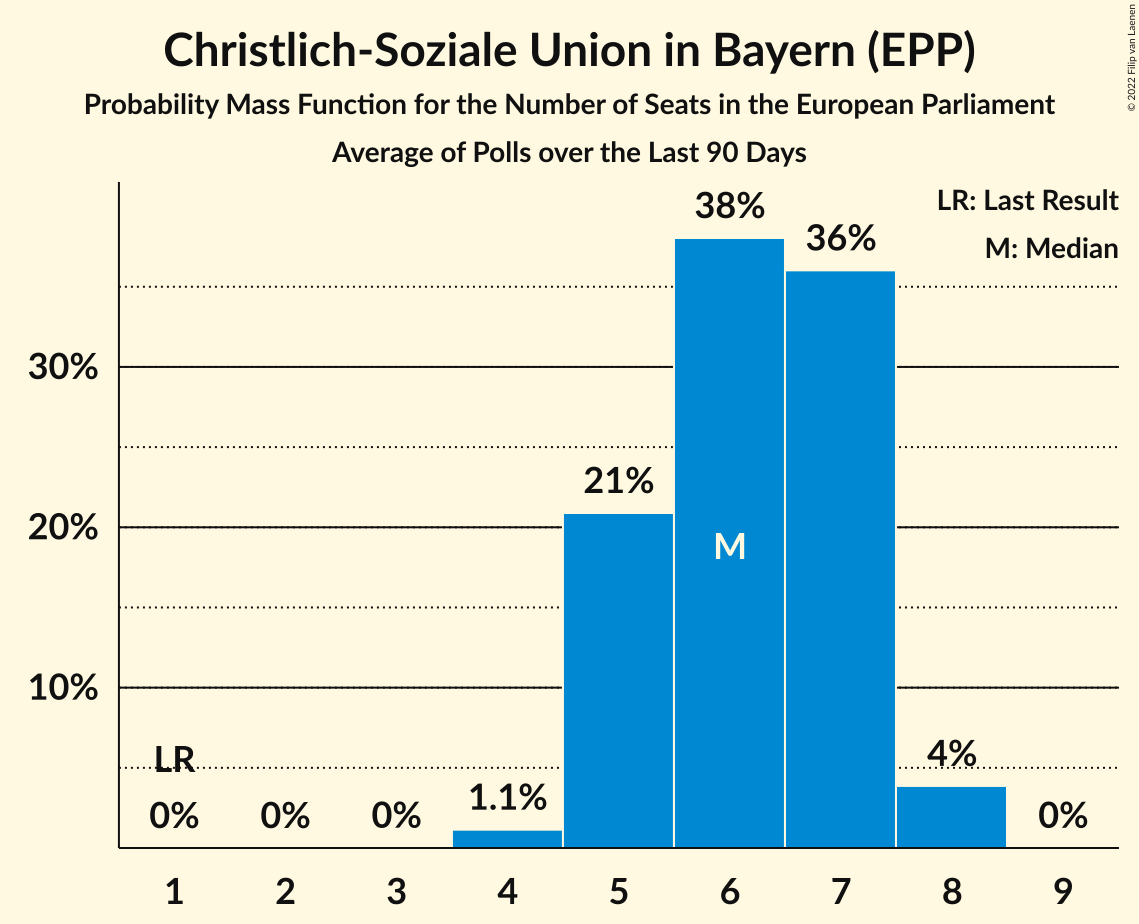 Christlich-Soziale Union in Bayern (EPP)
Probability Mass Function for the Number of Seats in the European Parliament
Average of Polls over the Last 90 Days
© 2022 Filip van Laenen
LR: Last Result
M: Median
38%
36%
30%
21%
20%
M
10%
LR
4%
1.1%
0% 0% 0% 0%
1 2 3 4 5 6 7 8 9